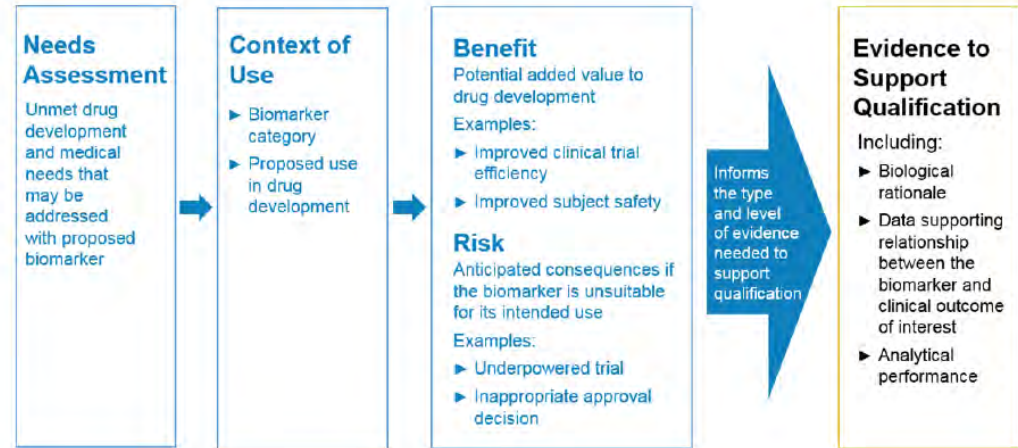 Needs
Assessment
Unmet drug
development
and medical
needs that
may be
addressed
with proposed
biomarker
Context of
Use
► Biomarker
category
► Proposed use
in drug
development
Benefit
Potential added value to
drug development
Examples:
► Improved clinical trial
efficiency
► Improved subject safety
Risk
Anticipated consequences if
the biomarker is unsuitable
for its intended use
Examples:
► Underpowered trial
► Inappropriate approval
decision
Informs
the type
and level
of evidence
needed to
support
qualification
Evidence to
Support
Qualification
Including:
► Biological
rationale
► Data supporting
relationship
between the
biomarker and
clinical outcome
of interest
► Analytical
performance